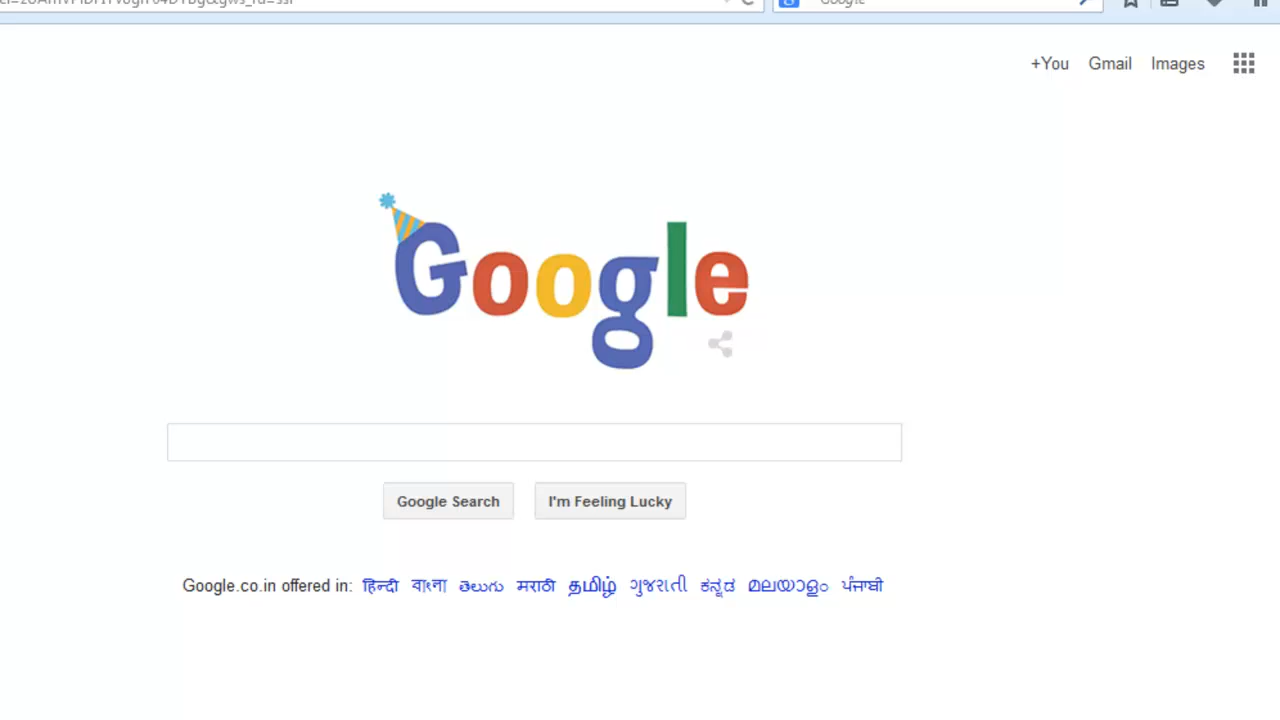 Google
+You Gmail Images
Google
Google Search I'm Feeling Lucky
Google.co.in offered in: हिन्दी বাংলা తెలుగు मराठी தமிழ் ગુજરાતી ಕನ್ನಡ മലയാളം ਪੰਜਾਬੀ